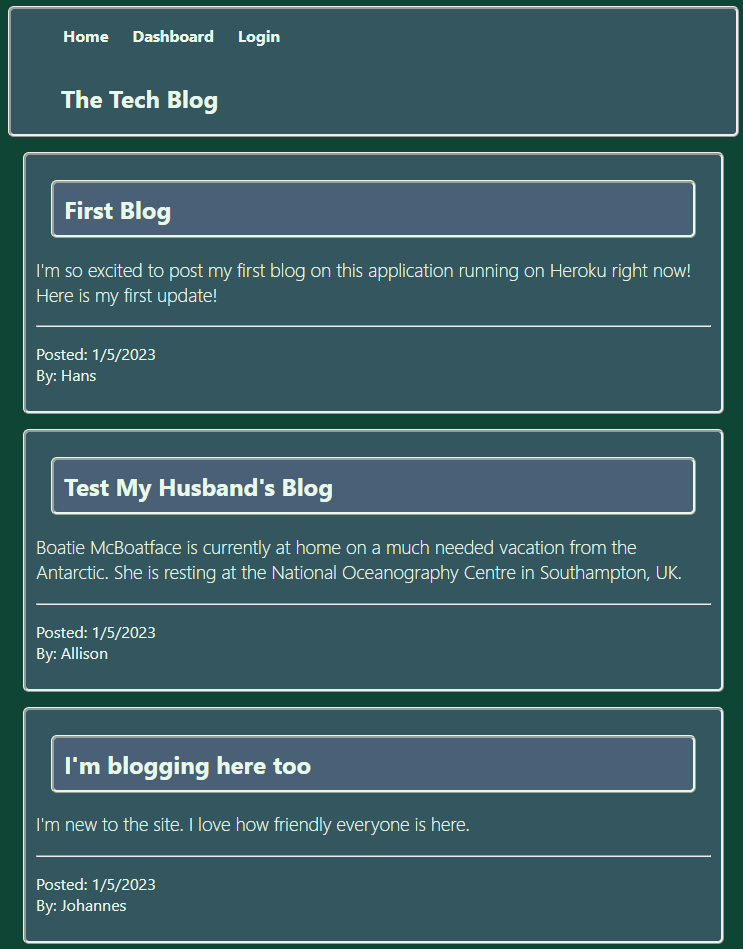 Home Dashboard Login
The Tech Blog
First Blog
I'm so excited to post my first blog on this application running on Heroku right now!
Here is my first update!
Posted: 1/5/2023
By: Hans
Test My Husband's Blog
Boatie McBoatface is currently at home on a much needed vacation from the
Antarctic. She is resting at the National Oceanography Centre in Southampton, UK.
Posted: 1/5/2023
By: Allison
I'm blogging here too
I'm new to the site. I love how friendly everyone is here.
Posted: 1/5/2023
By: Johannes